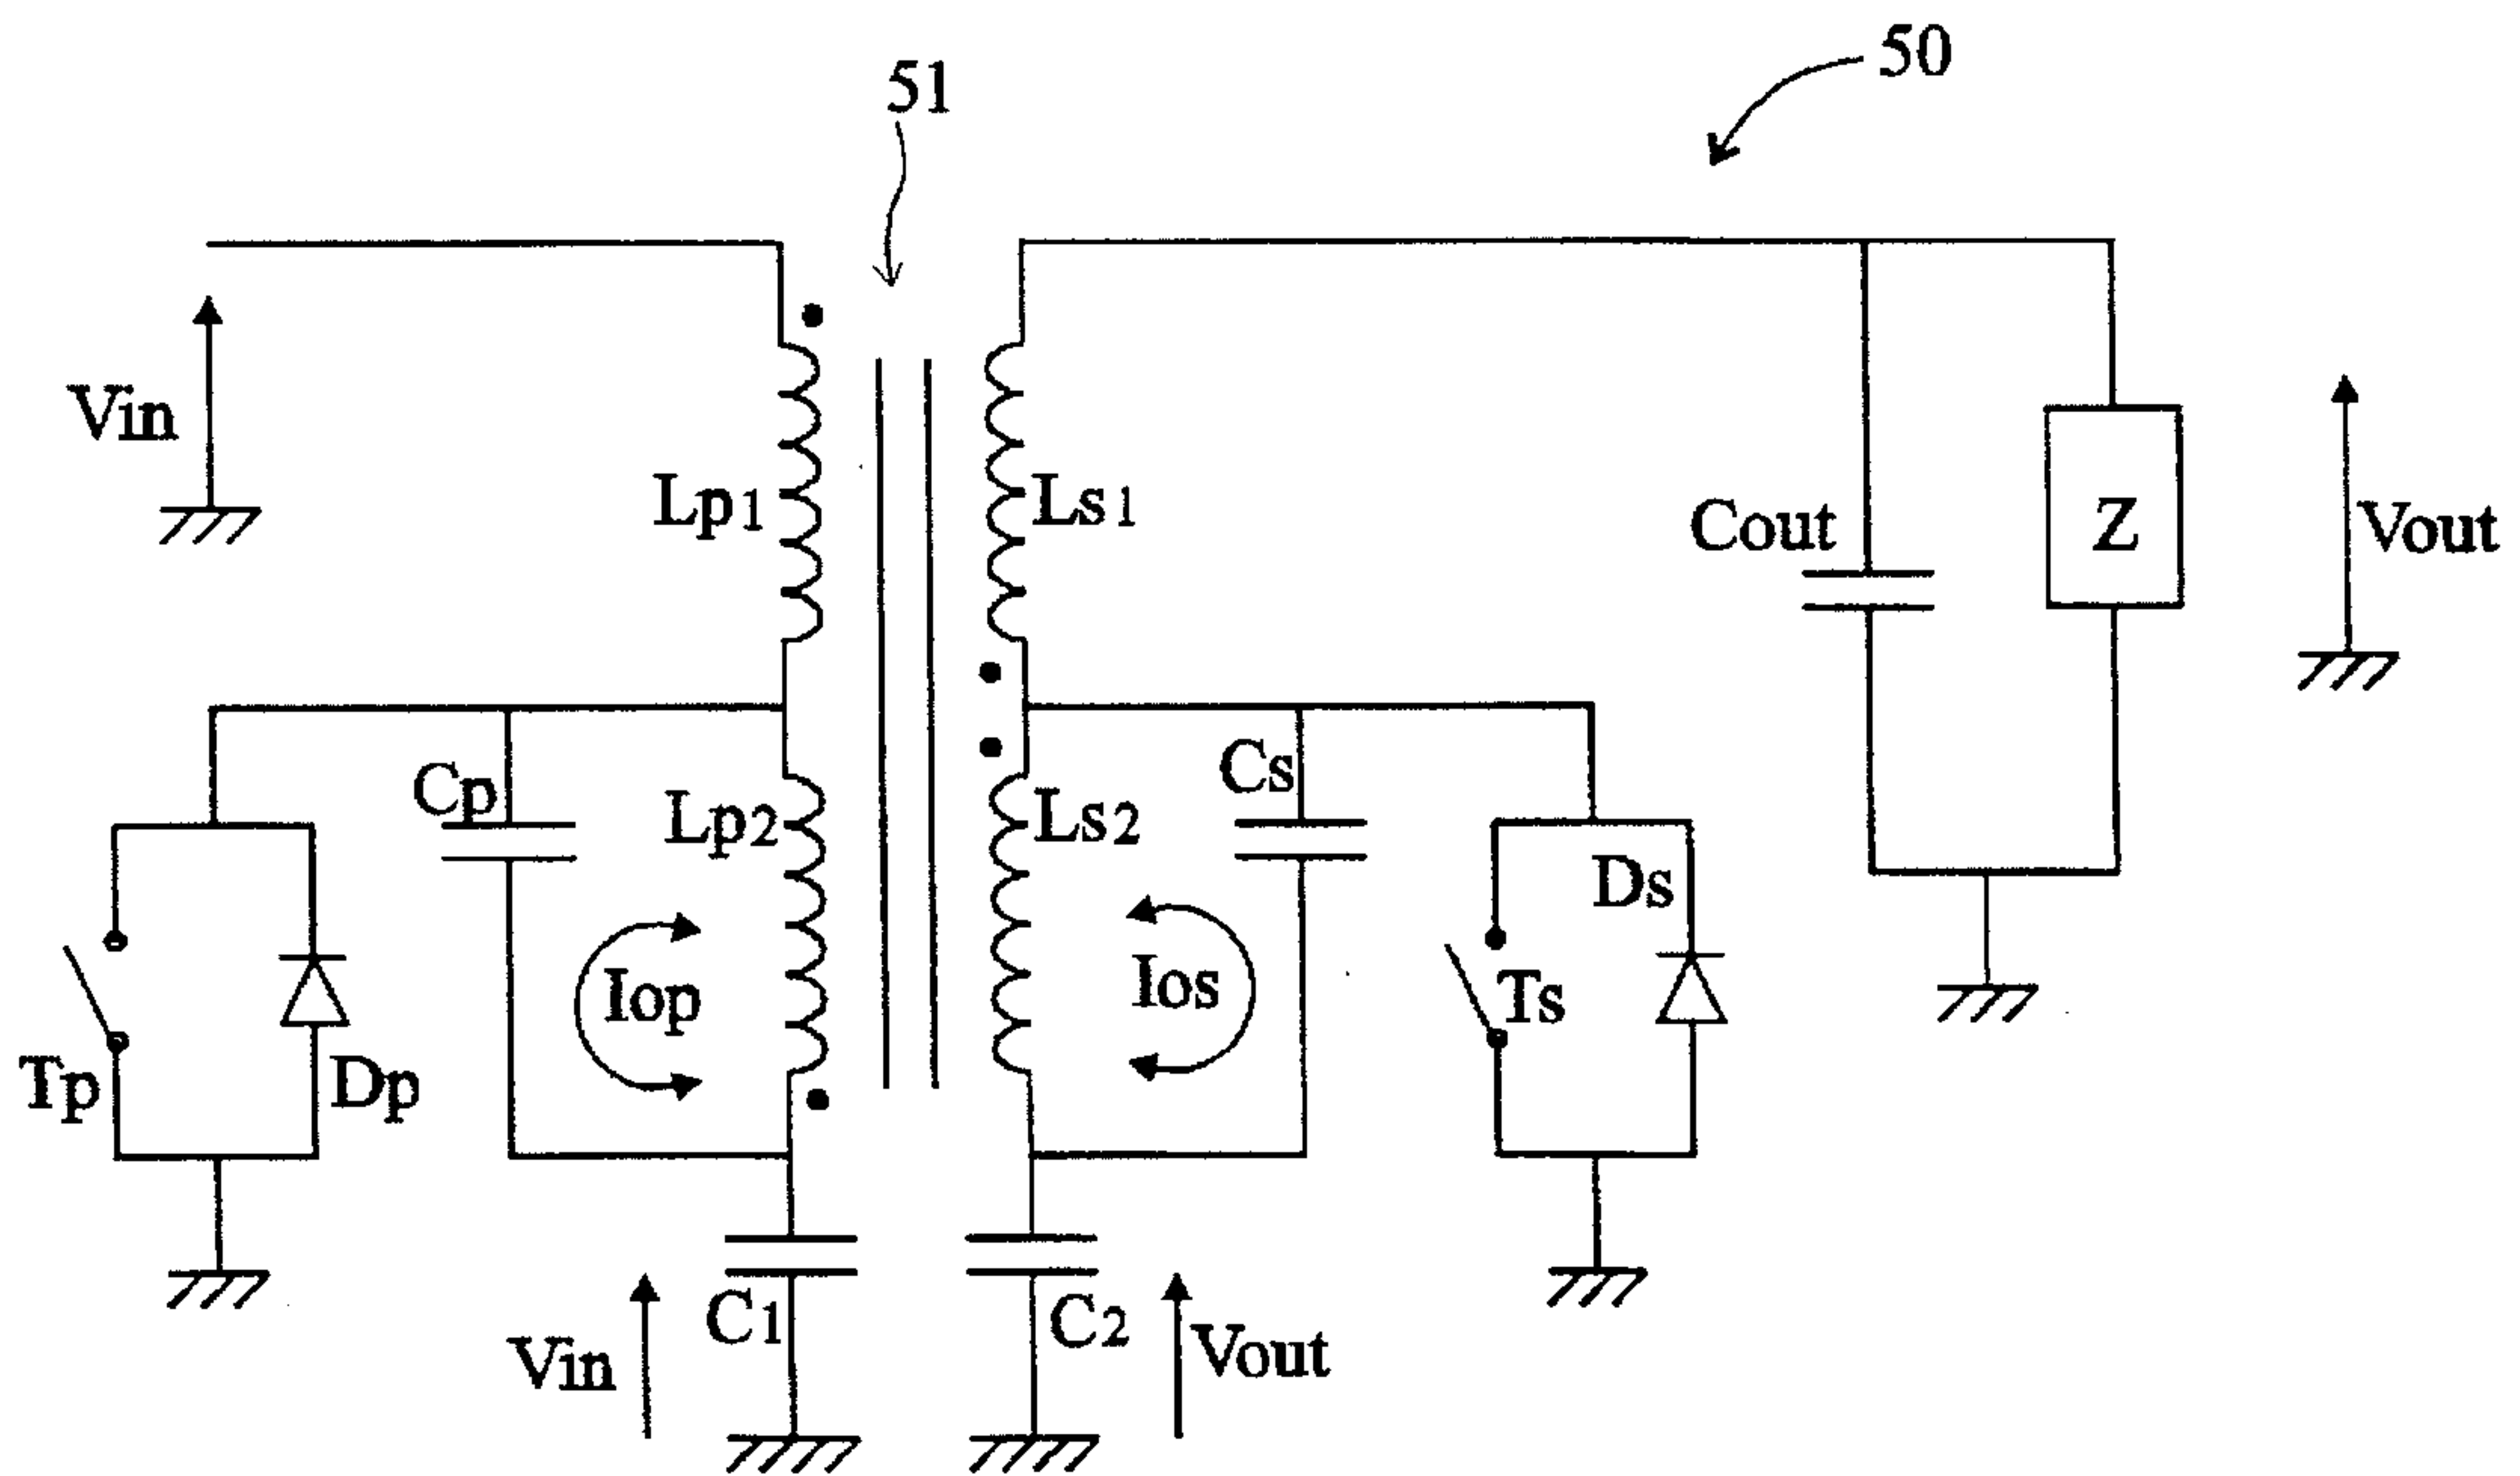 50
51
Vin
Lp1
Ls1
Cout
Z
Vout
Cp
Lp2
Ls2
Cs
Ds
Iop
Ios
Ts
Tp
Dp
C1
C2
Vin
Vout